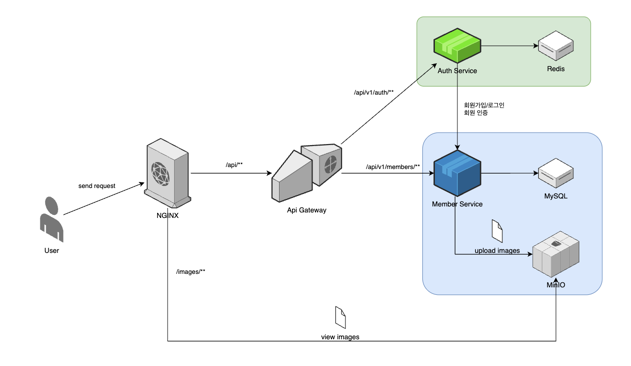 Auth Service
Redis
/api/v1/auth/**
회원가입/로그인
회원 인증
/api/**
/api/v1/members/**
send request
NGINX
Api Gateway
Member Service
MySQL
User
upload images
/images/**
MinIO
view images